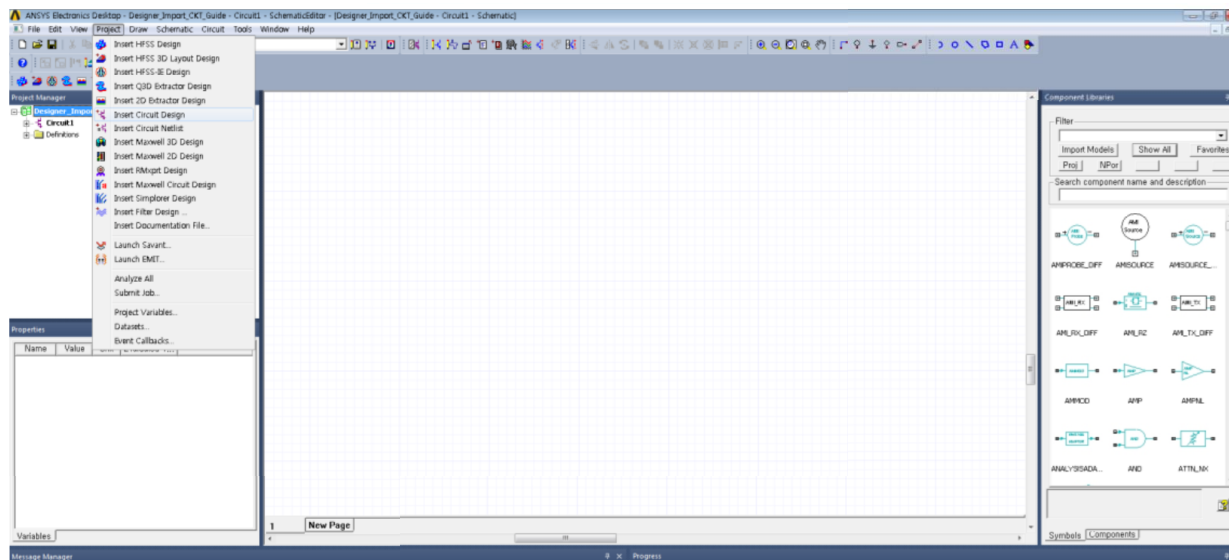 ANSYS Electronics Desktop - Designer_Import_CKT_Guide - Circuit1 - SchematicEditor - [Designer_Import_CKT_Guide - Circuit1 - Schematic]
File Edit View Project Draw Schematic Circuit Tools Window Help
Insert HFSS Design
Insert HFSS 3D Layout Design
Insert HFSS-IE Design
Insert Q3D Extractor Design
Insert 2D Extractor Design
Insert Circuit Design
Insert Circuit Netlist
Insert Maxwell 3D Design
Insert Maxwell 2D Design
Insert RMxprt Design
Insert Maxwell Circuit Design
Insert Simplorer Design
Insert Filter Design ...
Insert Documentation File...
Launch Savant...
Launch EMIT...
Analyze All
Submit Job...
Project Variables...
Datasets...
Event Callbacks...
Project Manager
Designer_Impo
Circuit1
Definitions
Properties
Name Value
Variables
1 New Page
Component Libraries
Filter
Import Models Show All Favorites
Proj NPor
Search component name and description
AMI Source
AMIPROBE_DIFF AMISOURCE AMISOURCE_...
AMI_RX AMI_TX
AMI_RX_DIFF AMI_RZ AMI_TX_DIFF
AMMOD AMP AMPNL
AND
ANALYSISADA... AND ATTN_NX
Symbols Components
Message Manager Progress